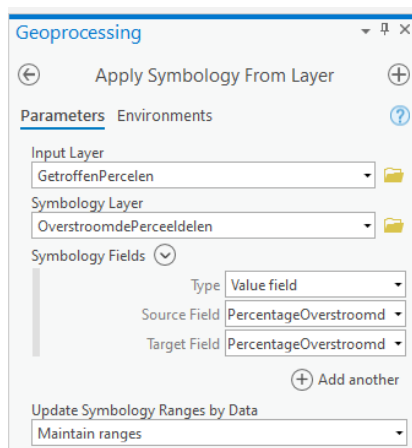 Geoprocessing
Apply Symbology From Layer
Parameters Environments
Input Layer
GetroffenPercelen
Symbology Layer
OverstroomdePerceeldelen
Symbology Fields
Type Value field
Source Field PercentageOverstroomd
Target Field PercentageOverstroomd
Add another
Update Symbology Ranges by Data
Maintain ranges